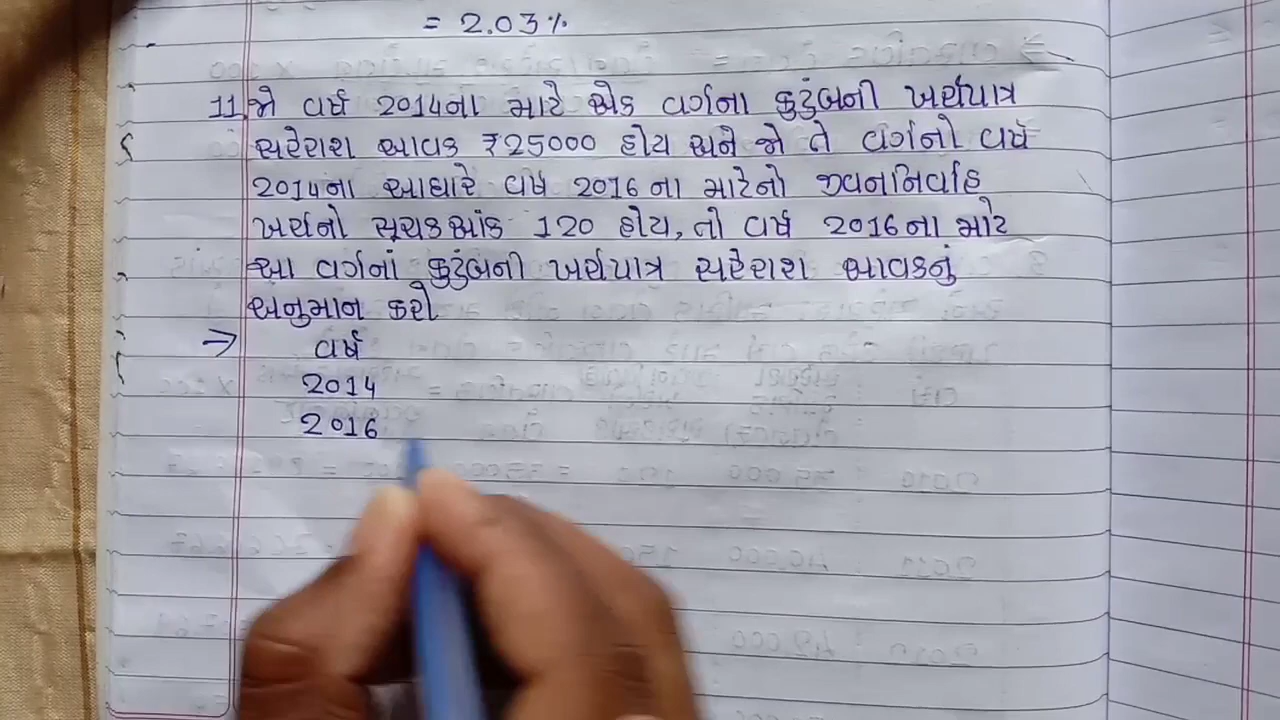 = 2.03%
11. જો વર્ષ 2014ના માટે એક વર્ગના કુટુંબની ખર્ચપાત્ર
સરેરાશ આવક ₹25000 હોય અને જો તે વર્ગનો વર્ષ
2014ના આધારે વર્ષ 2016ના માટેનો જીવનનિર્વાહ
ખર્ચનો સૂચકઆંક 120 હોય, તો વર્ષ 2016ના માટે
આ વર્ગનાં કુટુંબની ખર્ચપાત્ર સરેરાશ આવકનું
અનુમાન કરો
→ વર્ષ
2014
2016